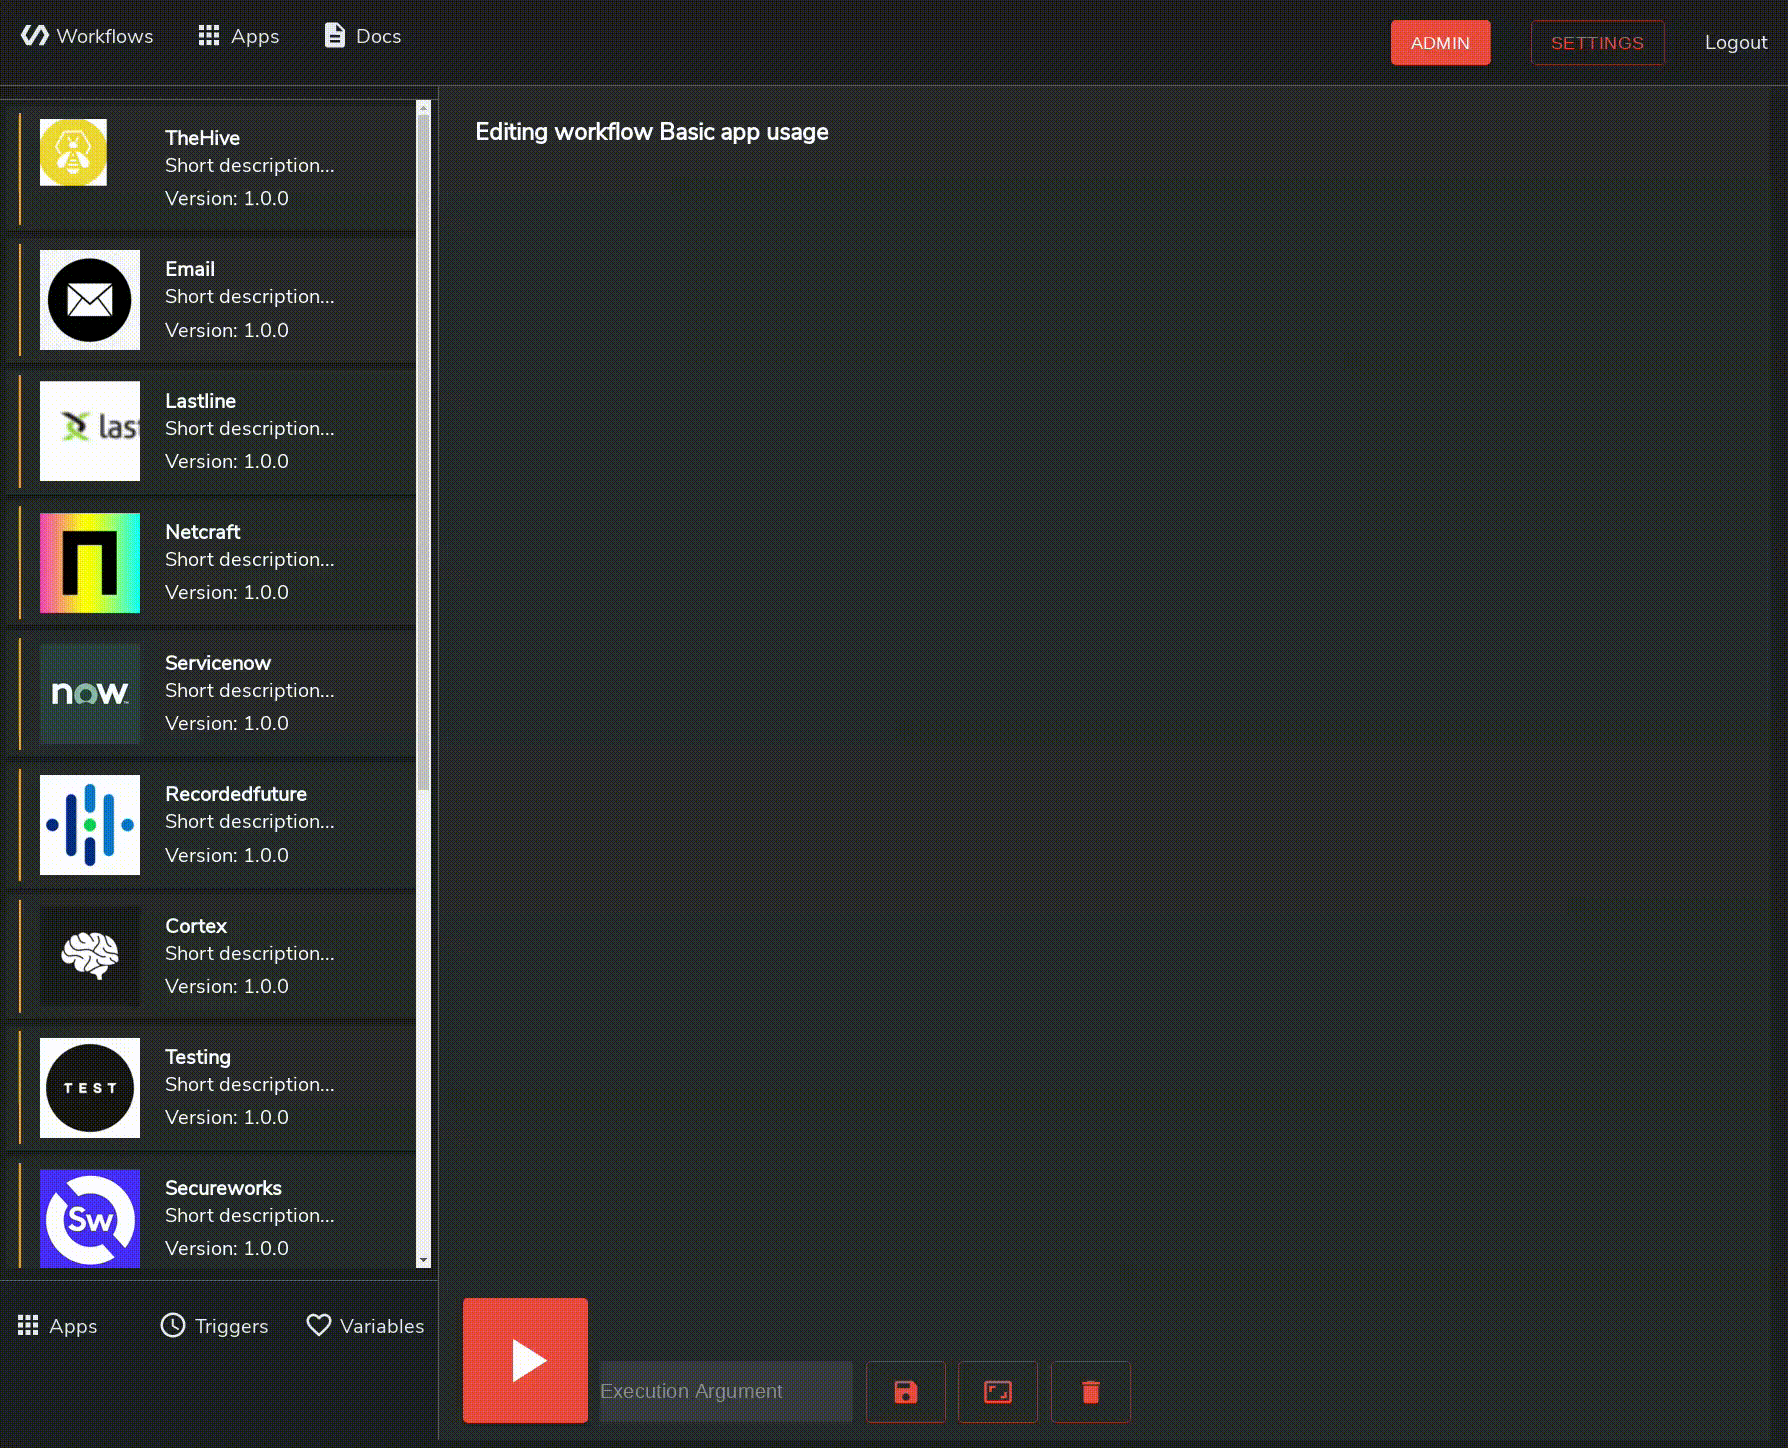 Workflows Apps Docs ADMIN SETTINGS Logout
Editing workflow Basic app usage
TheHive
Short description...
Version: 1.0.0
Email
Short description...
Version: 1.0.0
las
Lastline
Short description...
Version: 1.0.0
Netcraft
Short description...
Version: 1.0.0
now
Servicenow
Short description...
Version: 1.0.0
Recordedfuture
Short description...
Version: 1.0.0
Cortex
Short description...
Version: 1.0.0
TEST
Testing
Short description...
Version: 1.0.0
Sw
Secureworks
Short description...
Version: 1.0.0
Apps Triggers Variables
Execution Argument